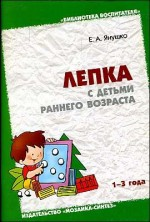 «БИБЛИОТЕКА ВОСПИТАТЕЛЯ»
Е. А. Янушко
ЛЕПКА
С ДЕТЬМИ
РАННЕГО ВОЗРАСТА
1–3 года
ИЗДАТЕЛЬСТВО «МОЗАИКА-СИНТЕЗ»